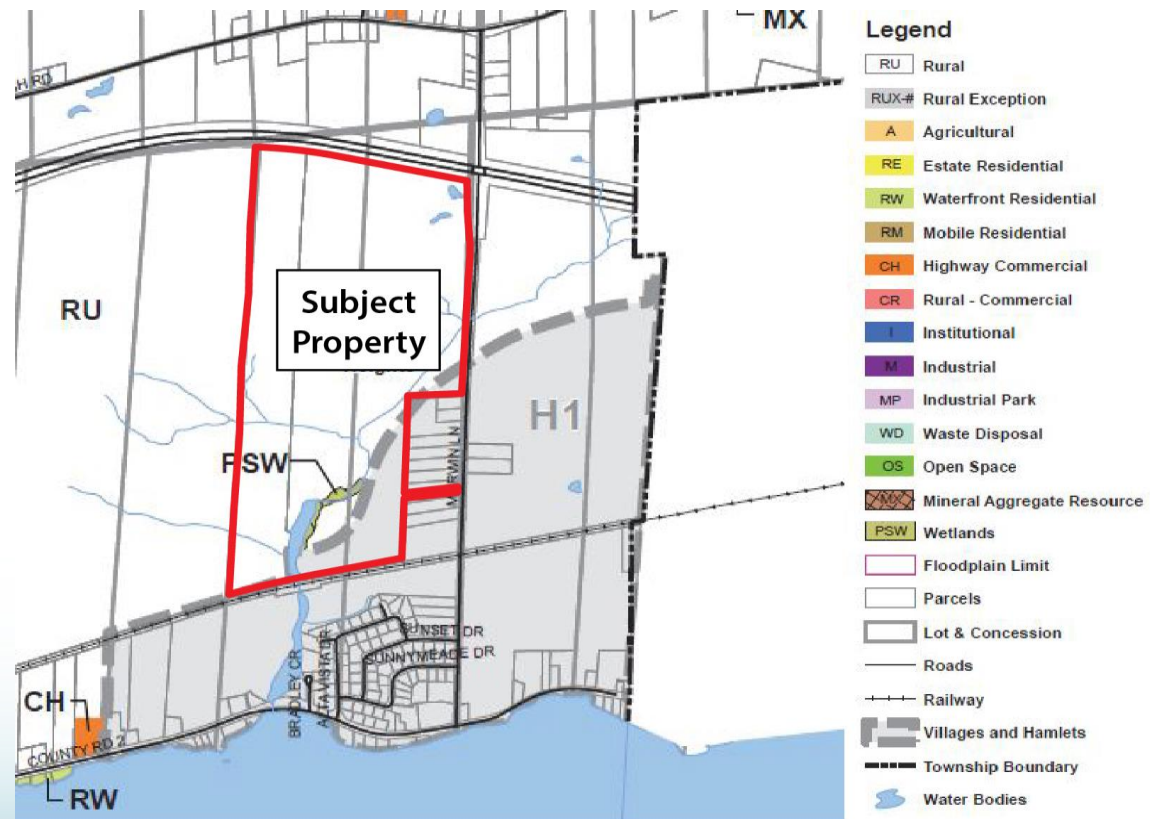 MX
H RD
Legend
RU Rural
RUX-# Rural Exception
A Agricultural
RE Estate Residential
RW Waterfront Residential
RM Mobile Residential
CH Highway Commercial
CR Rural - Commercial
I Institutional
M Industrial
MP Industrial Park
WD Waste Disposal
OS Open Space
MX Mineral Aggregate Resource
PSW Wetlands
Floodplain Limit
Parcels
Lot & Concession
Roads
Railway
Villages and Hamlets
Township Boundary
Water Bodies
RU
Subject
Property
H1
PSW
SUNSET DR
SUNNYMEADE DR
BRADLEY CR
ALTA VISTA DR
CH
COUNTY RD 2
RW